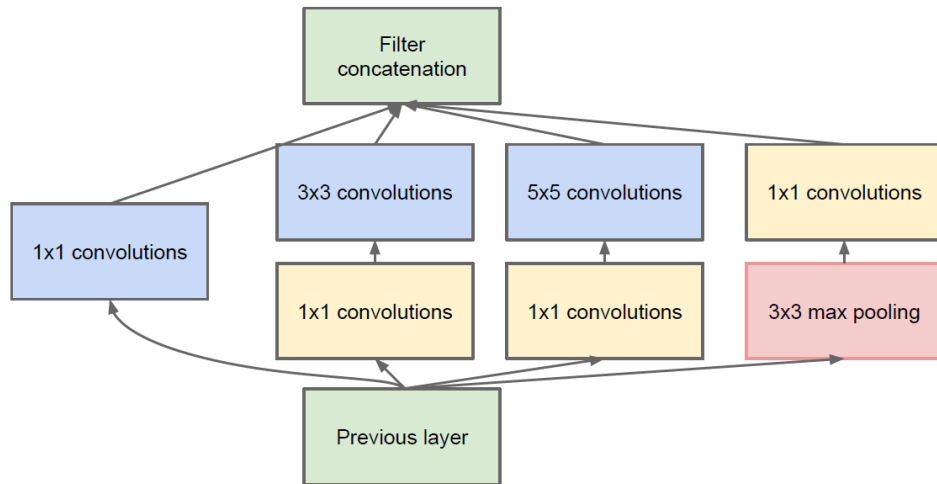 Filter
concatenation
3x3 convolutions
5x5 convolutions
1x1 convolutions
1x1 convolutions
1x1 convolutions
1x1 convolutions
3x3 max pooling
Previous layer